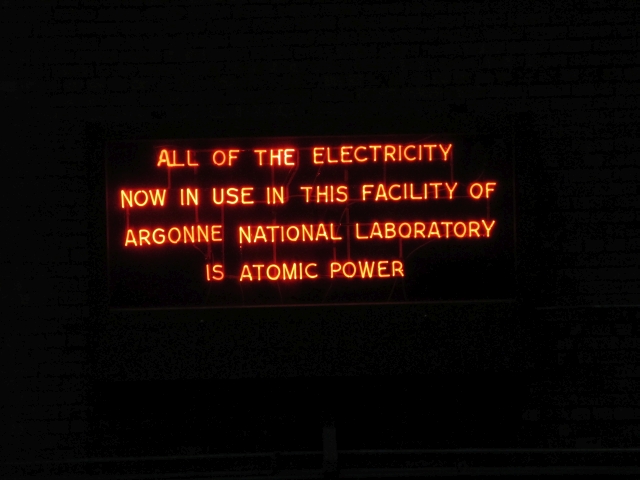 ALL OF THE ELECTRICITY
NOW IN USE IN THIS FACILITY OF
ARGONNE NATIONAL LABORATORY
IS ATOMIC POWER